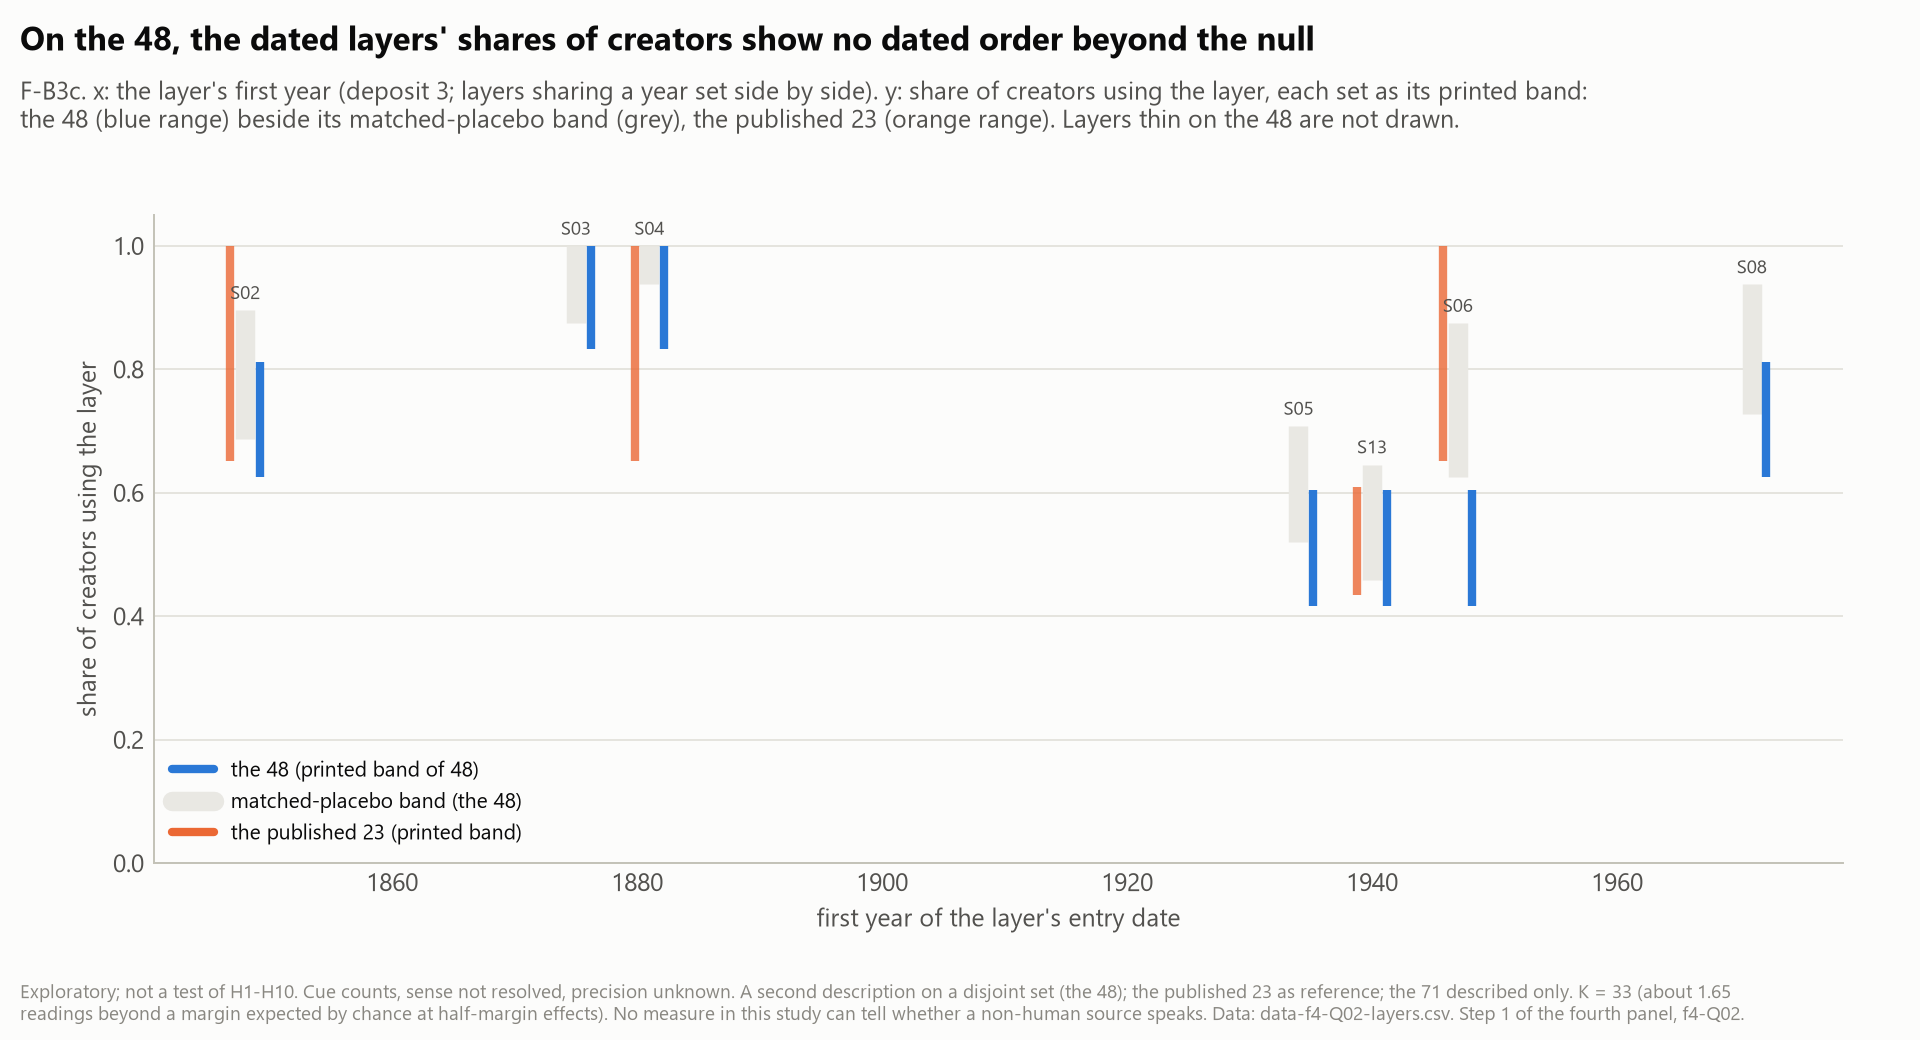 On the 48, the dated layers' shares of creators show no dated order beyond the null
F-B3c. x: the layer's first year (deposit 3; layers sharing a year set side by side). y: share of creators using the layer, each set as its printed band:
the 48 (blue range) beside its matched-placebo band (grey), the published 23 (orange range). Layers thin on the 48 are not drawn.
S03
S04
1.0
S08
S02
S06
0.8
S05
S13
0.6
0.4
0.2
0.0
share of creators using the layer
the 48 (printed band of 48)
matched-placebo band (the 48)
the published 23 (printed band)
1860
1880
1900
1920
1940
1960
first year of the layer's entry date
Exploratory; not a test of H1-H10. Cue counts, sense not resolved, precision unknown. A second description on a disjoint set (the 48); the published 23 as reference; the 71 described only. K = 33 (about 1.65
readings beyond a margin expected by chance at half-margin effects). No measure in this study can tell whether a non-human source speaks. Data: data-f4-Q02-layers.csv. Step 1 of the fourth panel, f4-Q02.